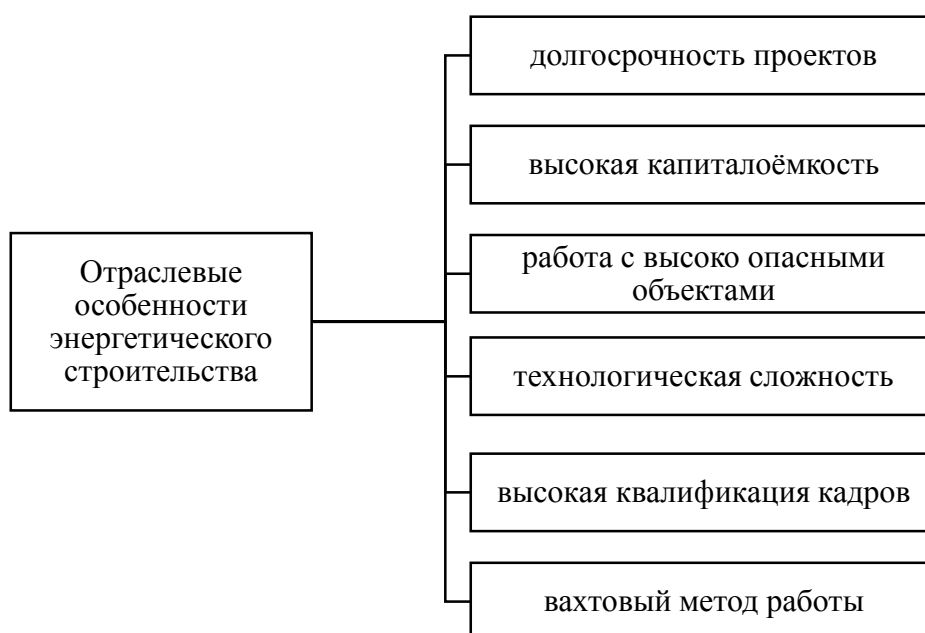 долгосрочность проектов
высокая капиталоёмкость
работа с высоко опасными
объектами
Отраслевые
особенности
энергетического
строительства
технологическая сложность
высокая квалификация кадров
вахтовый метод работы